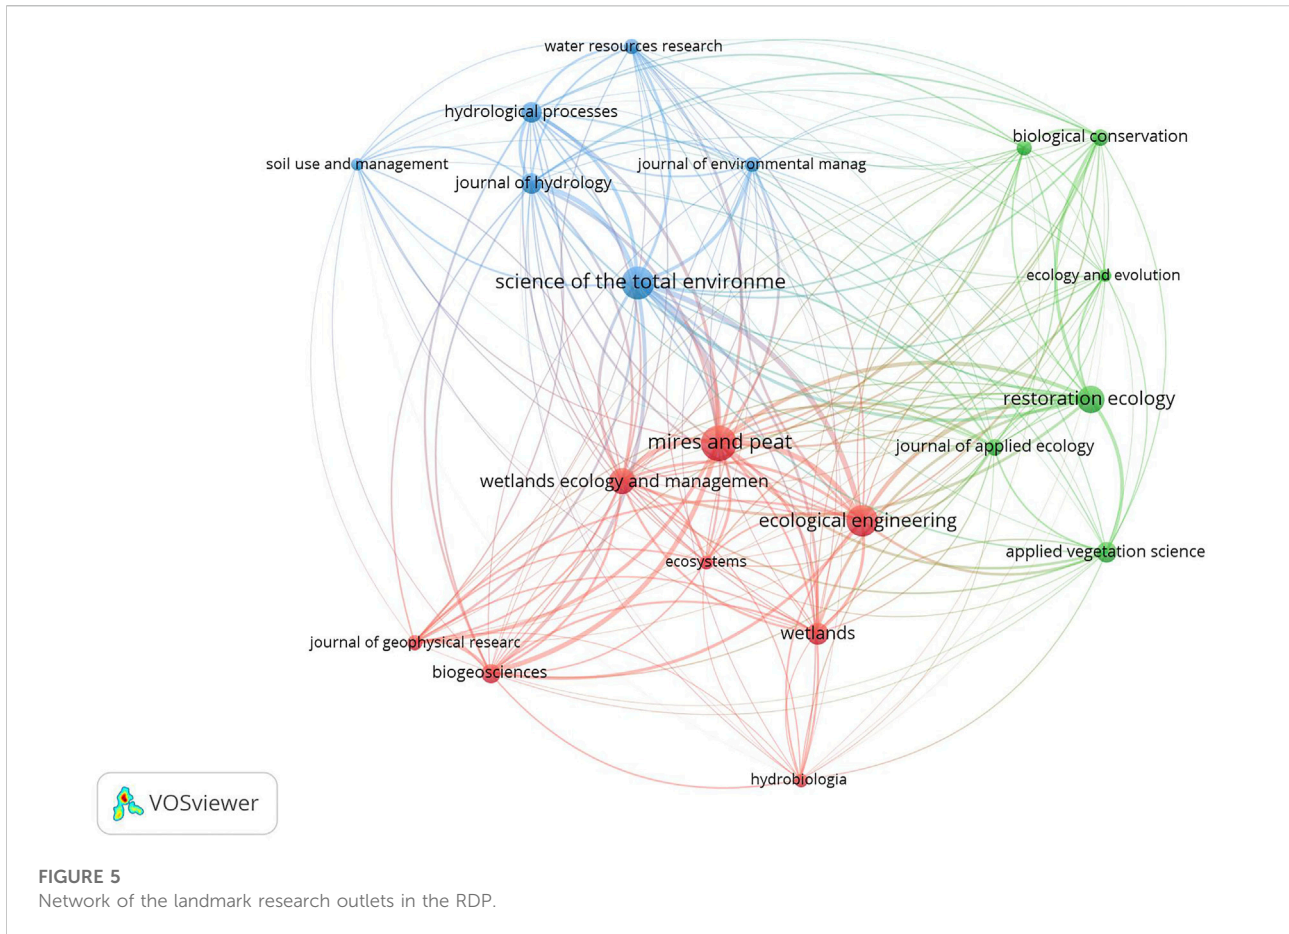 water resources research
hydrological processes
biological conservation
soil use and management
journal of environmental manag
journal of hydrology
ecology and evolution
science of the total environme
restoration ecology
mires and peat
journal of applied ecology
wetlands ecology and managemen
ecological engineering
applied vegetation science
ecosystems
wetlands
journal of geophysical researc
biogeosciences
hydrobiologia
VOSviewer
FIGURE 5
Network of the landmark research outlets in the RDP.